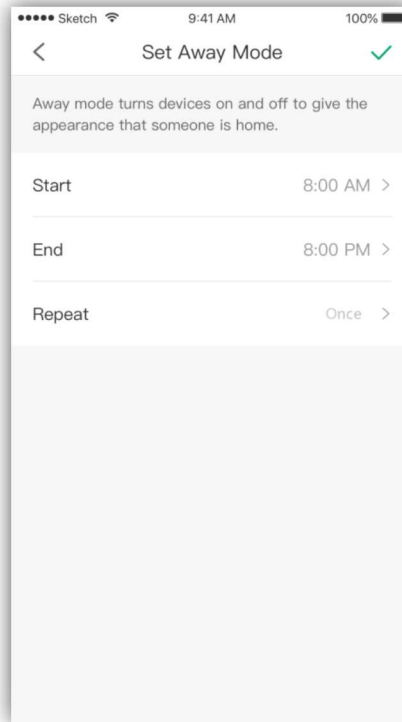 Sketch 9:41 AM 100%
Set Away Mode
Away mode turns devices on and off to give the
appearance that someone is home.
Start 8:00 AM
End 8:00 PM
Repeat Once